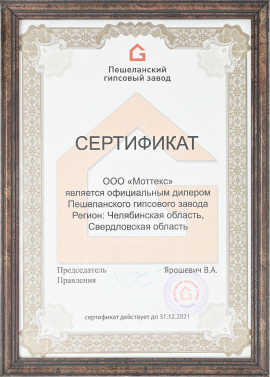 Пешеланский
гипсовый завод
СЕРТИФИКАТ
ООО «Моттекс»
является официальным дилером
Пешеланского гипсового завода
Регион: Челябинская область,
Свердловская область
Председатель Ярошевич В.А.
Правления
сертификат действует до 31.12.2021